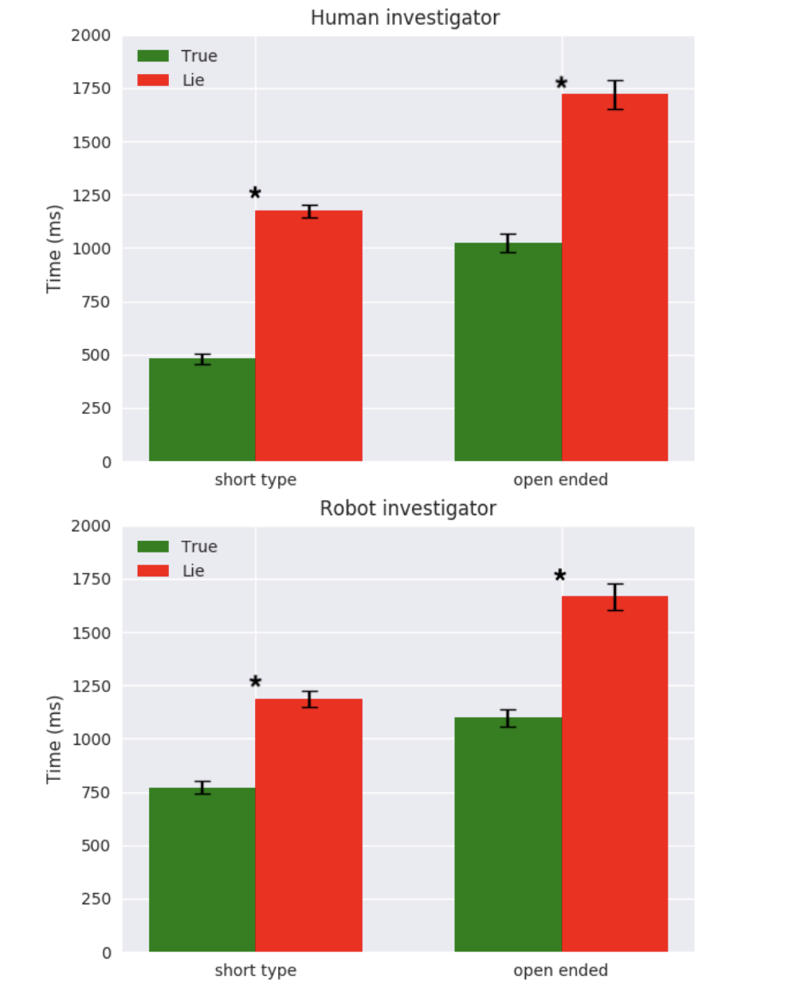 Human investigator
2000
True
Lie
1750
*
1500
1250
*
1000
750
500
250
0
Time (ms)
short type
open ended
Robot investigator
2000
True
Lie
1750
*
1500
1250
*
1000
750
500
250
0
Time (ms)
short type
open ended